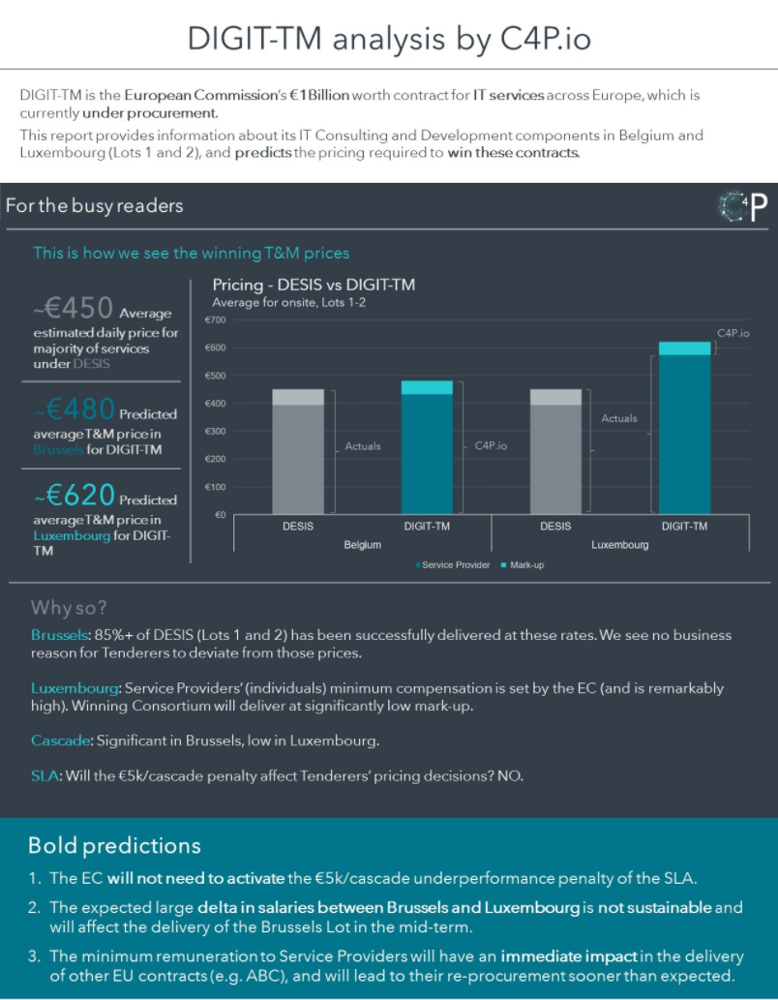 DIGIT-TM analysis by C4P.io
DIGIT-TM is the European Commission's €1Billion worth contract for IT services across Europe, which is
currently under procurement.
This report provides information about its IT Consulting and Development components in Belgium and
Luxembourg (Lots 1 and 2), and predicts the pricing required to win these contracts.
For the busy readers
C4P
This is how we see the winning T&M prices
~€450 Average
estimated daily price for
majority of services
under DESIS
~€480 Predicted
average T&M price in
Brussels for DIGIT-TM
~€620 Predicted
average T&M price in
Luxembourg for DIGIT-
TM
Pricing - DESIS vs DIGIT-TM
Average for onsite, Lots 1-2
€700
€600
€500
€400
€300
€200
€100
€0
Actuals
C4P.io
Actuals
C4P.io
DESIS
DIGIT-TM
DESIS
DIGIT-TM
Belgium
Luxembourg
Service Provider
Mark-up
Why so?
Brussels: 85%+ of DESIS (Lots 1 and 2) has been successfully delivered at these rates. We see no business
reason for Tenderers to deviate from those prices.
Luxembourg: Service Providers' (individuals) minimum compensation is set by the EC (and is remarkably
high). Winning Consortium will deliver at significantly low mark-up.
Cascade: Significant in Brussels, low in Luxembourg.
SLA: Will the €5k/cascade penalty affect Tenderers' pricing decisions? NO.
Bold predictions
1. The EC will not need to activate the €5k/cascade underperformance penalty of the SLA.
2. The expected large delta in salaries between Brussels and Luxembourg is not sustainable and
will affect the delivery of the Brussels Lot in the mid-term.
3. The minimum remuneration to Service Providers will have an immediate impact in the delivery
of other EU contracts (e.g. ABC), and will lead to their re-procurement sooner than expected.